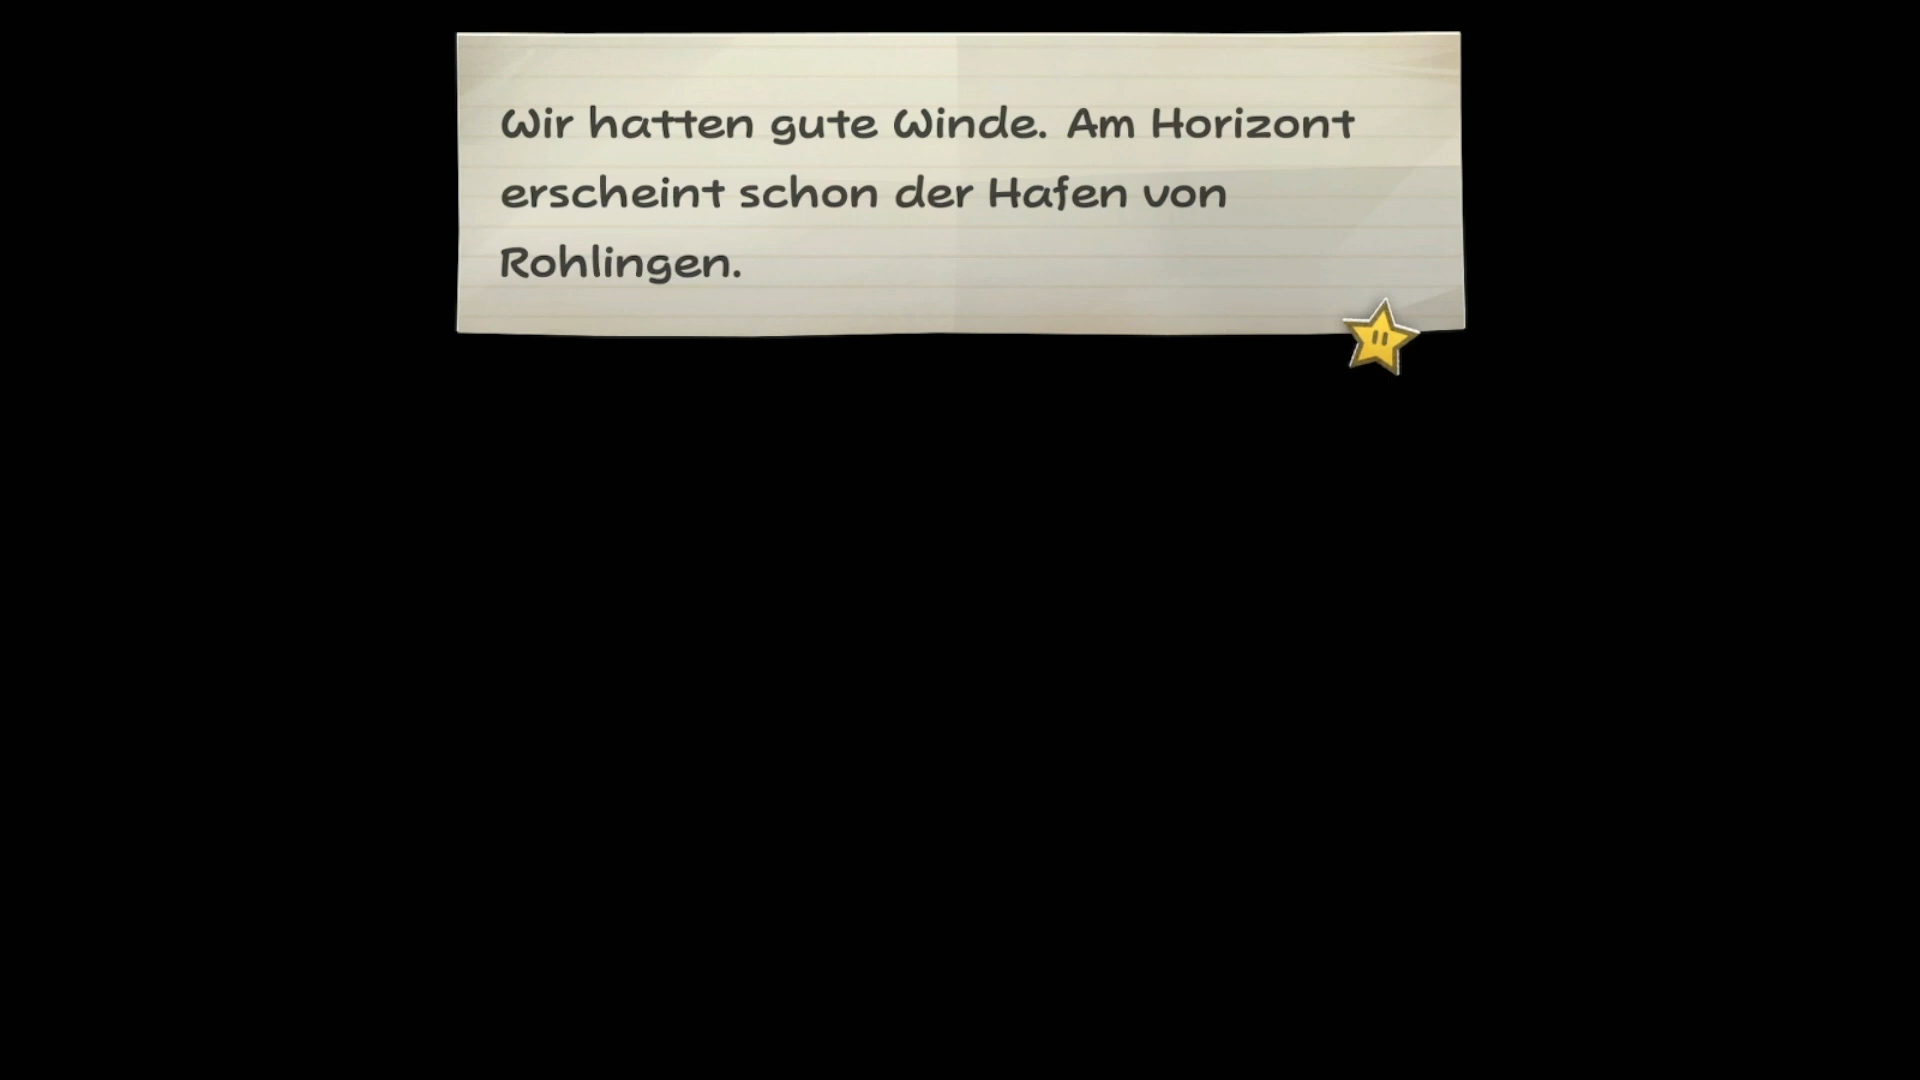 Wir hatten gute Winde. Am Horizont
erscheint schon der Hafen von
Rohlingen.